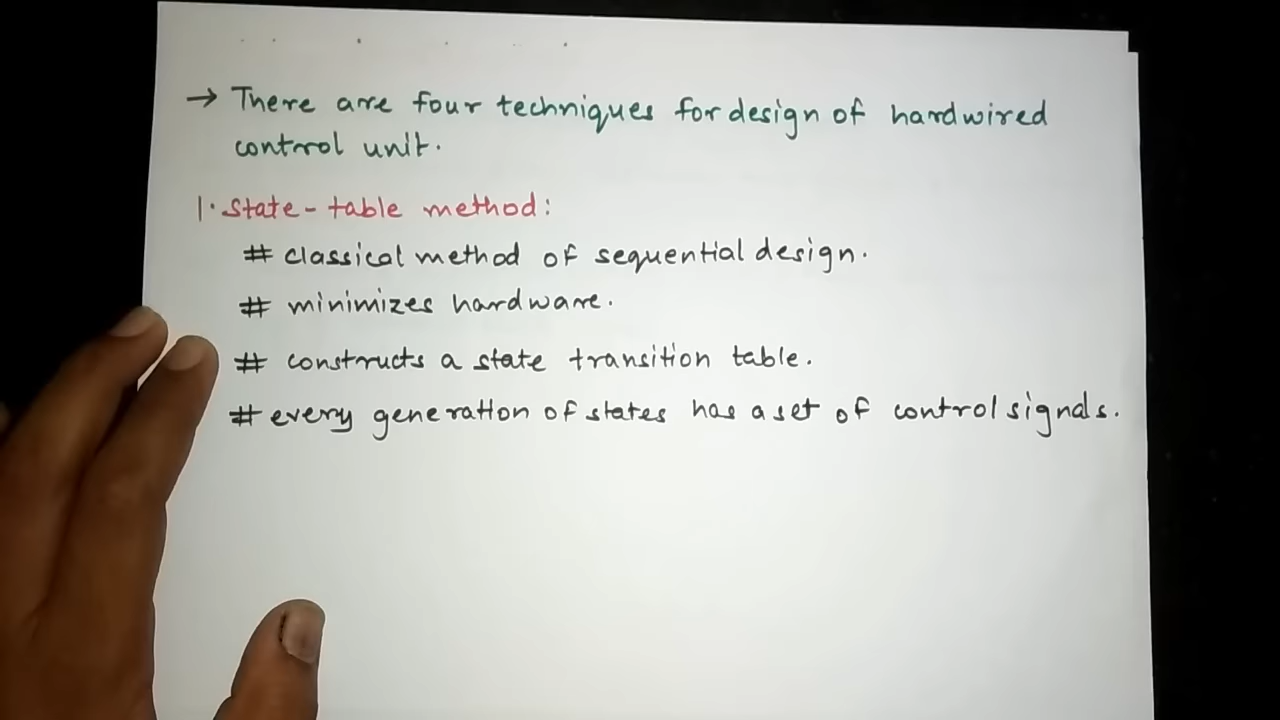 → There are four techniques for design of hardwired
control unit.
1. State-table method:
# classical method of sequential design.
# minimizes hardware.
# constructs a state transition table.
# every generation of states has a set of control signals.